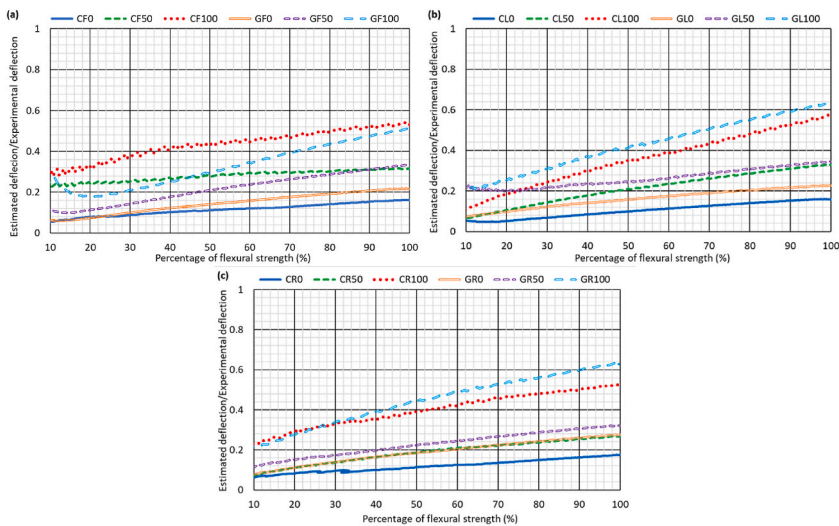 (a) CF0 CF50 CF100 GF0 GF50 GF100
1
0.8
0.6
0.4
0.2
0
10 20 30 40 50 60 70 80 90 100
Estimated deflecion/Experimental deflection
Percentage of flexural strength (%)
(b) CL0 CL50 CL100 GL0 GL50 GL100
1
0.8
0.6
0.4
0.2
0
10 20 30 40 50 60 70 80 90 100
Estimated deflection/Experimental deflection
Percentage of flexural strength (%)
(c) CR0 CR50 CR100 GR0 GR50 GR100
1
0.8
0.6
0.4
0.2
0
10 20 30 40 50 60 70 80 90 100
Estimated deflection/Experimental deflection
Percentage of flexural strength (%)